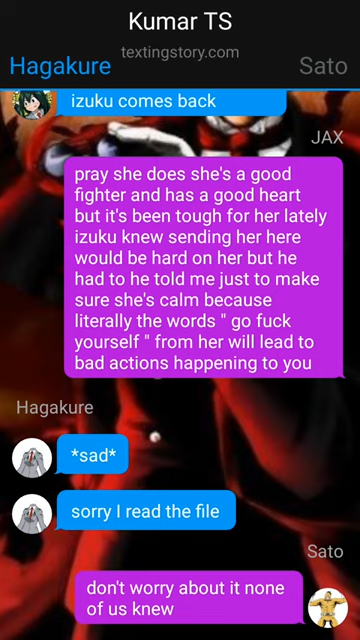 Kumar TS
textingstory.com
Hagakure
Sato
izuku comes back
JAX
pray she does she's a good
fighter and has a good heart
but it's been tough for her lately
izuku knew sending her here
would be hard on her but he
had to he told me just to make
sure she's calm because
literally the words " go fuck
yourself " from her will lead to
bad actions happening to you
Hagakure
*sad*
sorry I read the file
Sato
don't worry about it none
of us knew